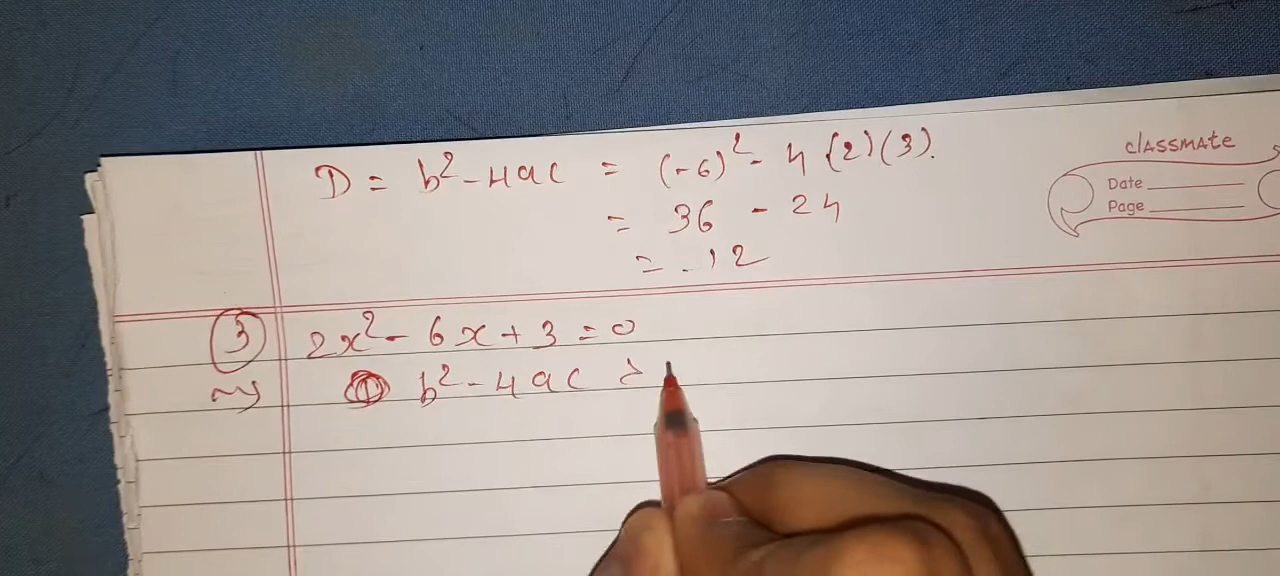 D = b² - 4ac = (-6)² - 4 (2)(3).
= 36 - 24
= 12
classmate
Date
Page
3 2x² - 6x + 3 = 0
b² - 4ac >